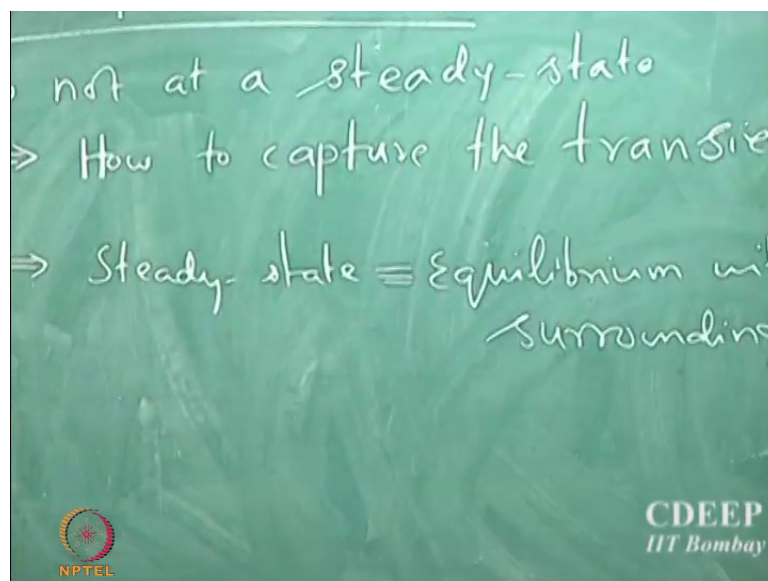 not at a steady-state
⇒ How to capture the transie
⇒ Steady-state ≡ Equilibrium wi
surroundin
CDEEP
IIT Bombay
NPTEL